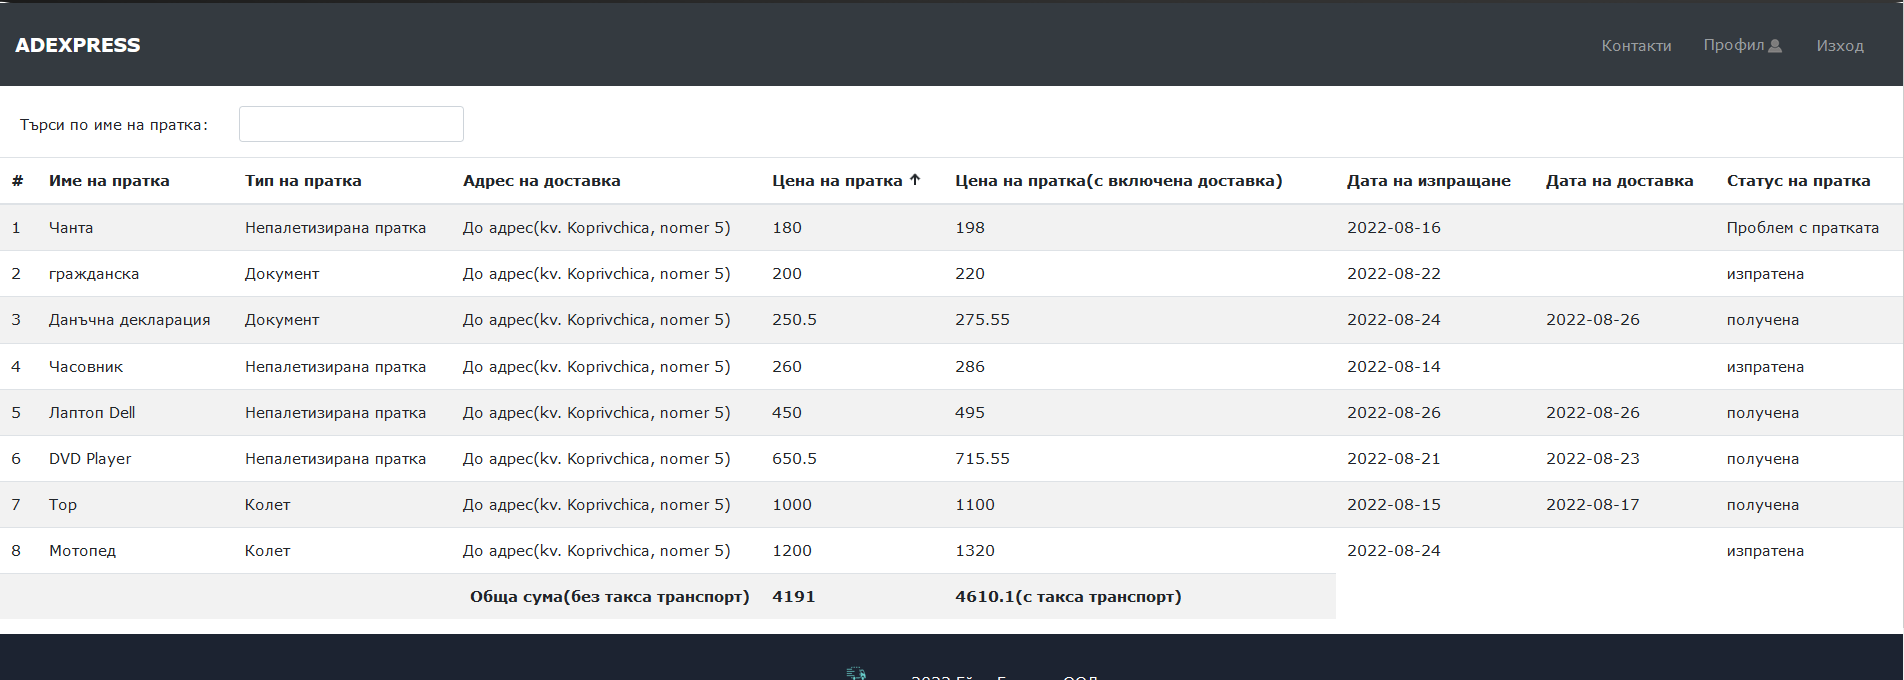 ADEXPRESS Контакти Профил Изход
Търси по име на пратка:
# Име на пратка Тип на пратка Адрес на доставка Цена на пратка ↑ Цена на пратка(с включена доставка) Дата на изпращане Дата на доставка Статус на пратка
1 Чанта Непалетизирана пратка До адрес(kv. Koprivchica, nomer 5) 180 198 2022-08-16 Проблем с пратката
2 гражданска Документ До адрес(kv. Koprivchica, nomer 5) 200 220 2022-08-22 изпратена
3 Данъчна декларация Документ До адрес(kv. Koprivchica, nomer 5) 250.5 275.55 2022-08-24 2022-08-26 получена
4 Часовник Непалетизирана пратка До адрес(kv. Koprivchica, nomer 5) 260 286 2022-08-14 изпратена
5 Лаптоп Dell Непалетизирана пратка До адрес(kv. Koprivchica, nomer 5) 450 495 2022-08-26 2022-08-26 получена
6 DVD Player Непалетизирана пратка До адрес(kv. Koprivchica, nomer 5) 650.5 715.55 2022-08-21 2022-08-23 получена
7 Тор Колет До адрес(kv. Koprivchica, nomer 5) 1000 1100 2022-08-15 2022-08-17 получена
8 Мотопед Колет До адрес(kv. Koprivchica, nomer 5) 1200 1320 2022-08-24 изпратена
Обща сума(без такса транспорт) 4191 4610.1(с такса транспорт)